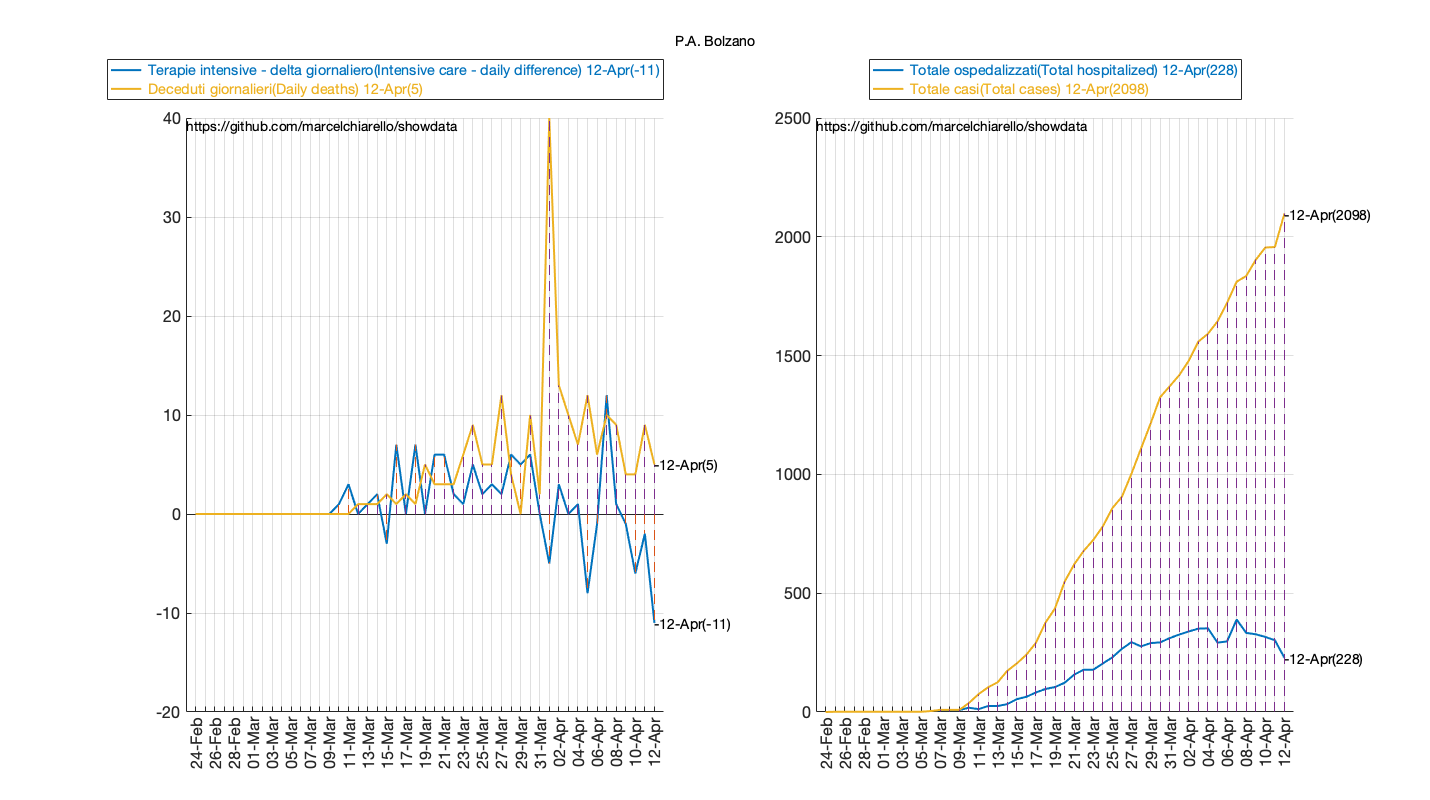 P.A. Bolzano
Terapie intensive - delta giornaliero(Intensive care - daily difference) 12-Apr(-11)
Deceduti giornalieri(Daily deaths) 12-Apr(5)
https://github.com/marcelchiarello/showdata
40
30
20
10
0
-10
-20
12-Apr(5)
12-Apr(-11)
24-Feb
26-Feb
28-Feb
01-Mar
03-Mar
05-Mar
07-Mar
09-Mar
11-Mar
13-Mar
15-Mar
17-Mar
19-Mar
21-Mar
23-Mar
25-Mar
27-Mar
29-Mar
31-Mar
02-Apr
04-Apr
06-Apr
08-Apr
10-Apr
12-Apr
Totale ospedalizzati(Total hospitalized) 12-Apr(228)
Totale casi(Total cases) 12-Apr(2098)
https://github.com/marcelchiarello/showdata
2500
2000
1500
1000
500
0
12-Apr(2098)
12-Apr(228)
24-Feb
26-Feb
28-Feb
01-Mar
03-Mar
05-Mar
07-Mar
09-Mar
11-Mar
13-Mar
15-Mar
17-Mar
19-Mar
21-Mar
23-Mar
25-Mar
27-Mar
29-Mar
31-Mar
02-Apr
04-Apr
06-Apr
08-Apr
10-Apr
12-Apr